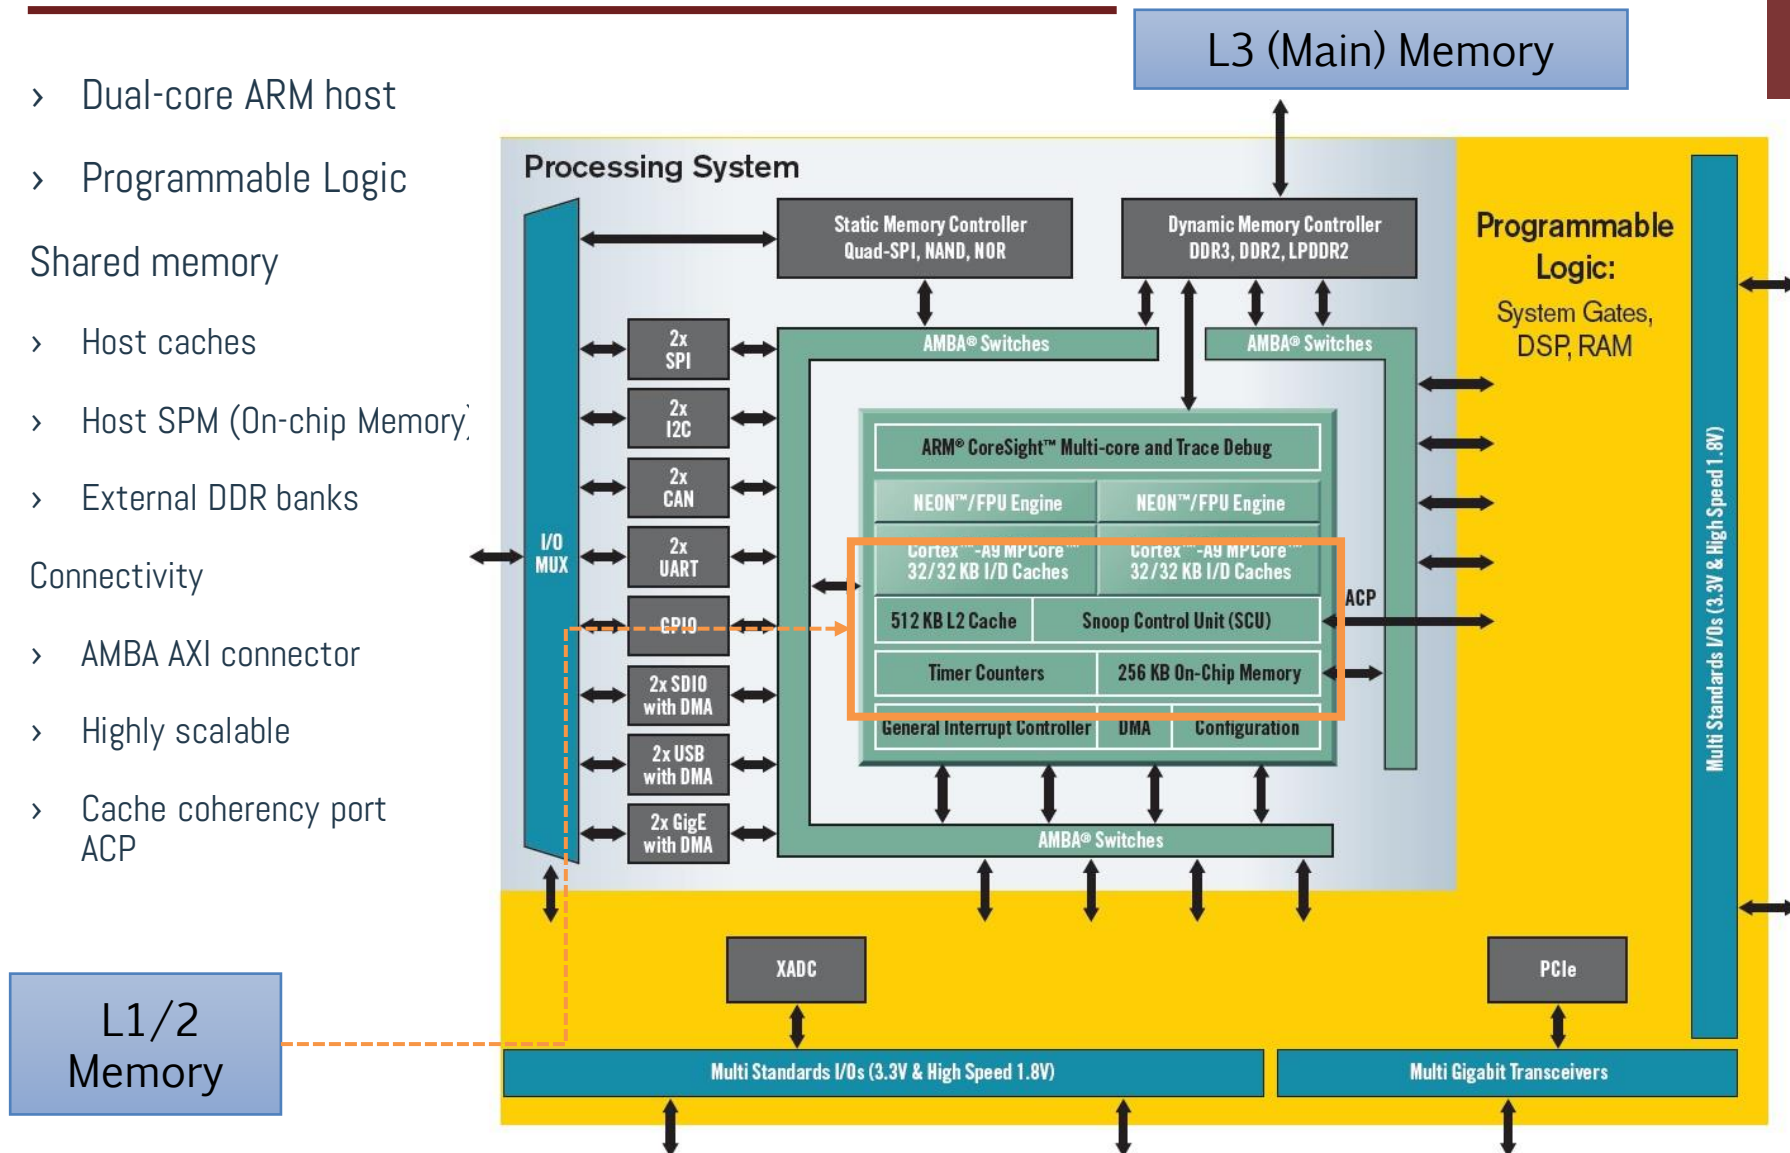 L3 (Main) Memory
› Dual-core ARM host
› Programmable Logic
Shared memory
› Host caches
› Host SPM (On-chip Memory)
› External DDR banks
Connectivity
› AMBA AXI connector
› Highly scalable
› Cache coherency port
ACP
L1/2
Memory
Processing System
Static Memory Controller
Quad-SPI, NAND, NOR
Dynamic Memory Controller
DDR3, DDR2, LPDDR2
Programmable
Logic:
System Gates,
DSP, RAM
AMBA® Switches
AMBA® Switches
2x
SPI
2x
I2C
2x
CAN
2x
UART
GPIO
2x SDIO
with DMA
2x USB
with DMA
2x GigE
with DMA
I/O
MUX
ARM® CoreSight™ Multi-core and Trace Debug
NEON™/FPU Engine
NEON™/FPU Engine
Cortex™-A9 MPCore™
32/32 KB I/D Caches
Cortex™-A9 MPCore™
32/32 KB I/D Caches
512 KB L2 Cache
Snoop Control Unit (SCU)
ACP
Timer Counters
256 KB On-Chip Memory
General Interrupt Controller
DMA
Configuration
AMBA® Switches
Multi Standards I/Os (3.3V & High Speed 1.8V)
XADC
PCIe
Multi Standards I/Os (3.3V & High Speed 1.8V)
Multi Gigabit Transceivers